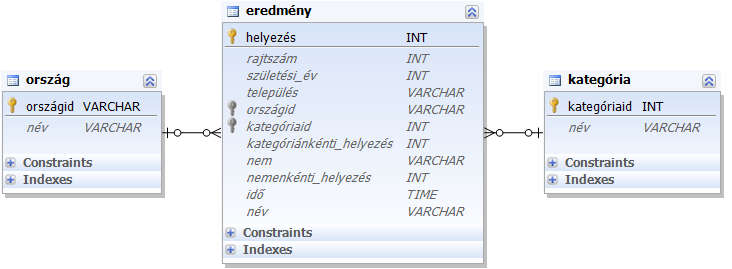 ország
országid VARCHAR
név VARCHAR
Constraints
Indexes
eredmény
helyezés INT
rajtszám INT
születési_év INT
település VARCHAR
országid VARCHAR
kategóriaid INT
kategóriánkénti_helyezés INT
nem VARCHAR
nemenkénti_helyezés INT
idő TIME
név VARCHAR
Constraints
Indexes
kategória
kategóriaid INT
név VARCHAR
Constraints
Indexes